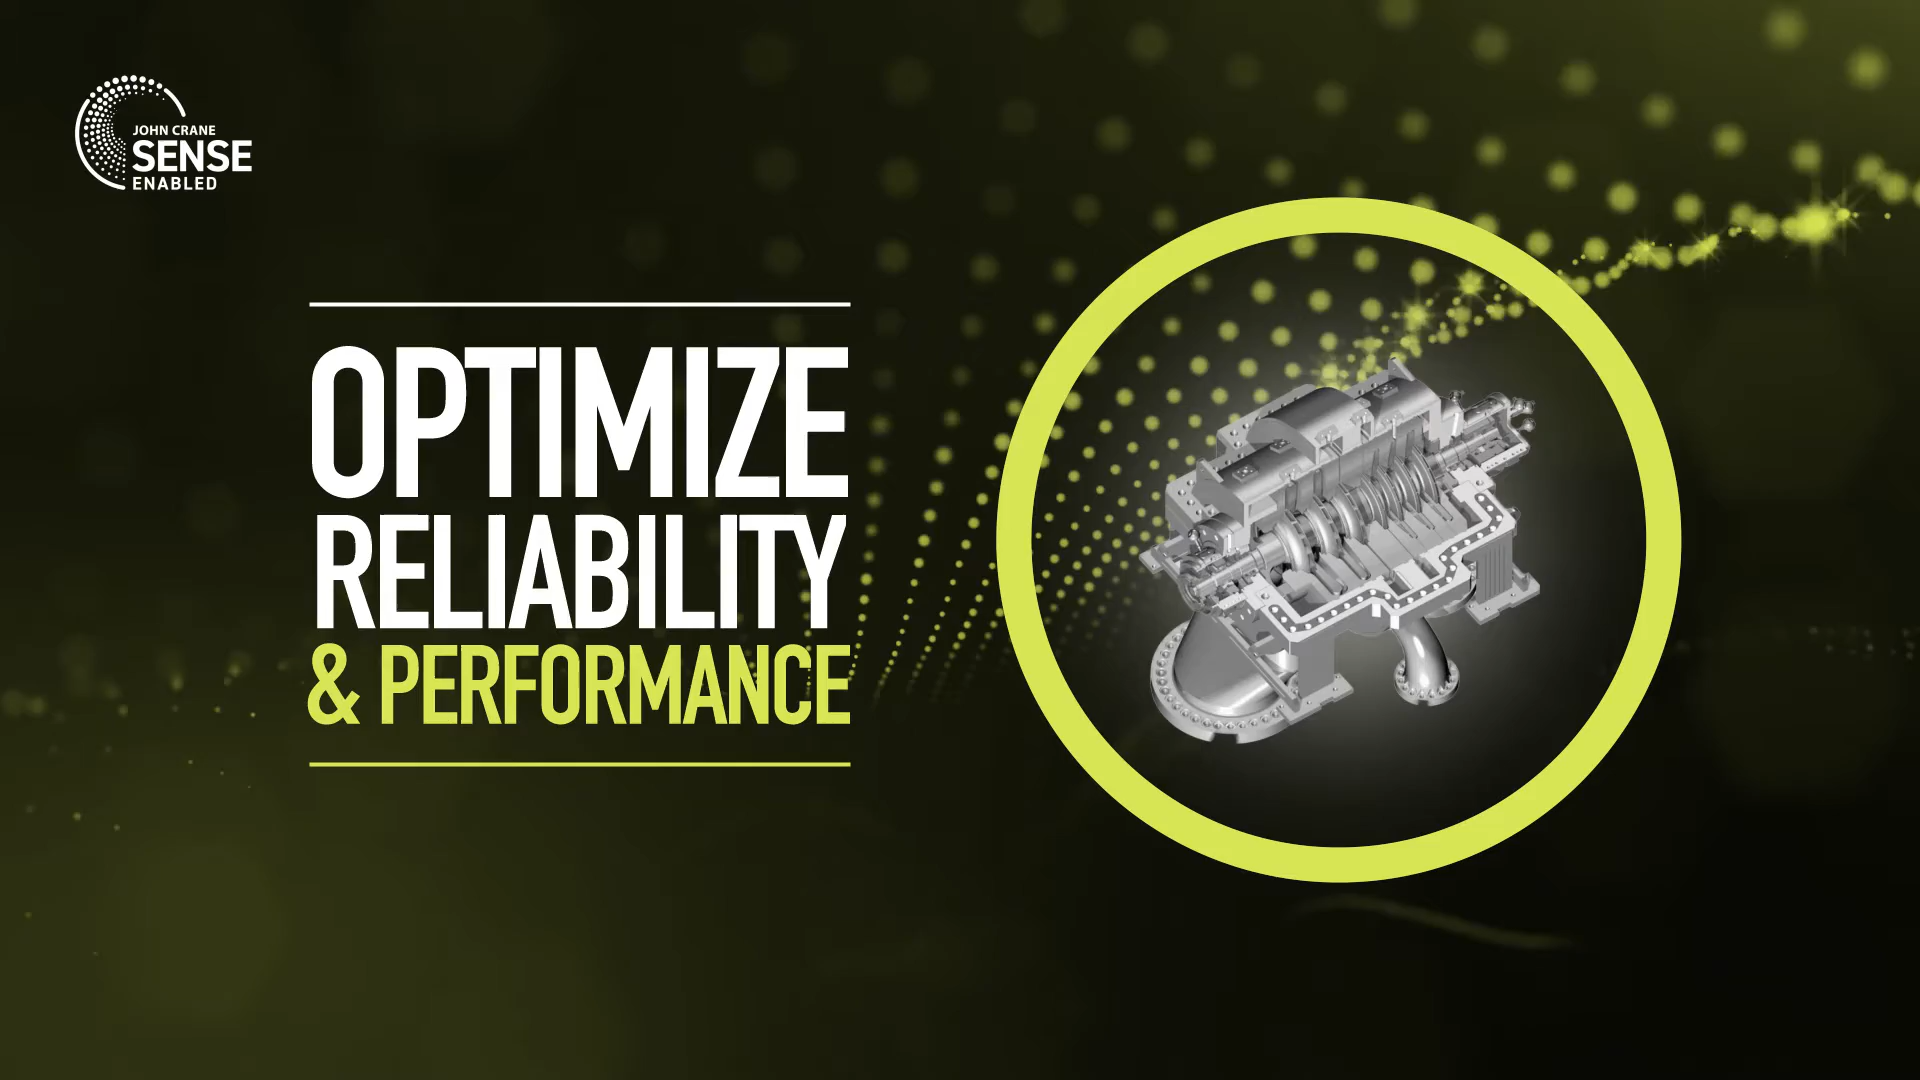 JOHN CRANE
SENSE
ENABLED
OPTIMIZE
RELIABILITY
& PERFORMANCE